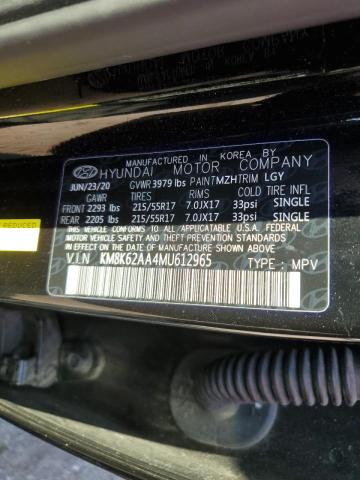 MANUFACTURED IN KOREA BY
HYUNDAI MOTOR COMPANY
JUN/23/20 GVWR 3979 lbs PAINT MZH TRIM LGY
GAWR TIRES RIMS COLD TIRE INFL
FRONT 2293 lbs 215/55R17 7.0JX17 33psi SINGLE
REAR 2205 lbs 215/55R17 7.0JX17 33psi SINGLE
THIS VEHICLE CONFORMS TO ALL APPLICABLE U.S.A. FEDERAL
MOTOR VEHICLE SAFETY, BUMPER, AND THEFT PREVENTION
STANDARDS IN EFFECT ON THE DATE OF MANUFACTURE
SHOWN ABOVE.
VIN KM8K62AA4MU612965 TYPE : MPV
REDUCED